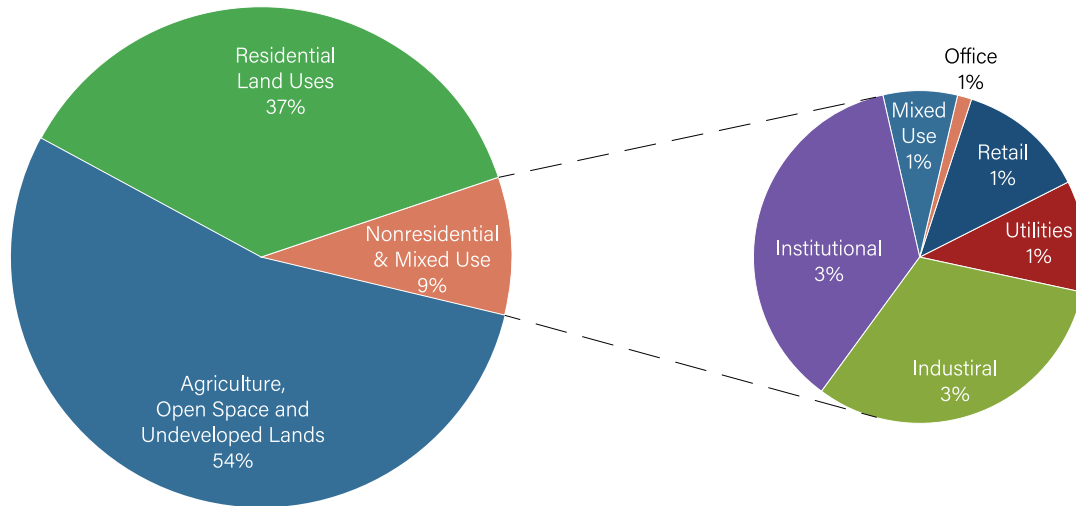 Residential
Land Uses
37%
Nonresidential
& Mixed Use
9%
Agriculture,
Open Space and
Undeveloped Lands
54%
Office
1%
Mixed
Use
1%
Retail
1%
Utilities
1%
Institutional
3%
Industiral
3%